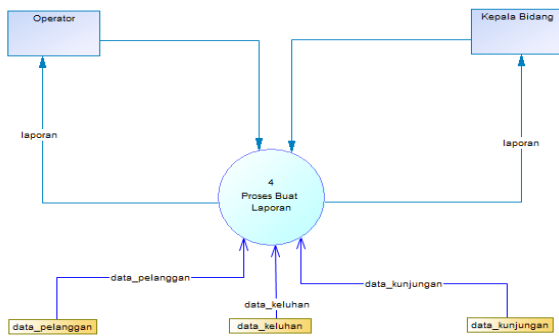 Operator
Kepala Bidang
laporan
laporan
4
Proses Buat
Laporan
data_pelanggan
data_kunjungan
data_keluhan
data_pelanggan
data_keluhan
data_kunjungan